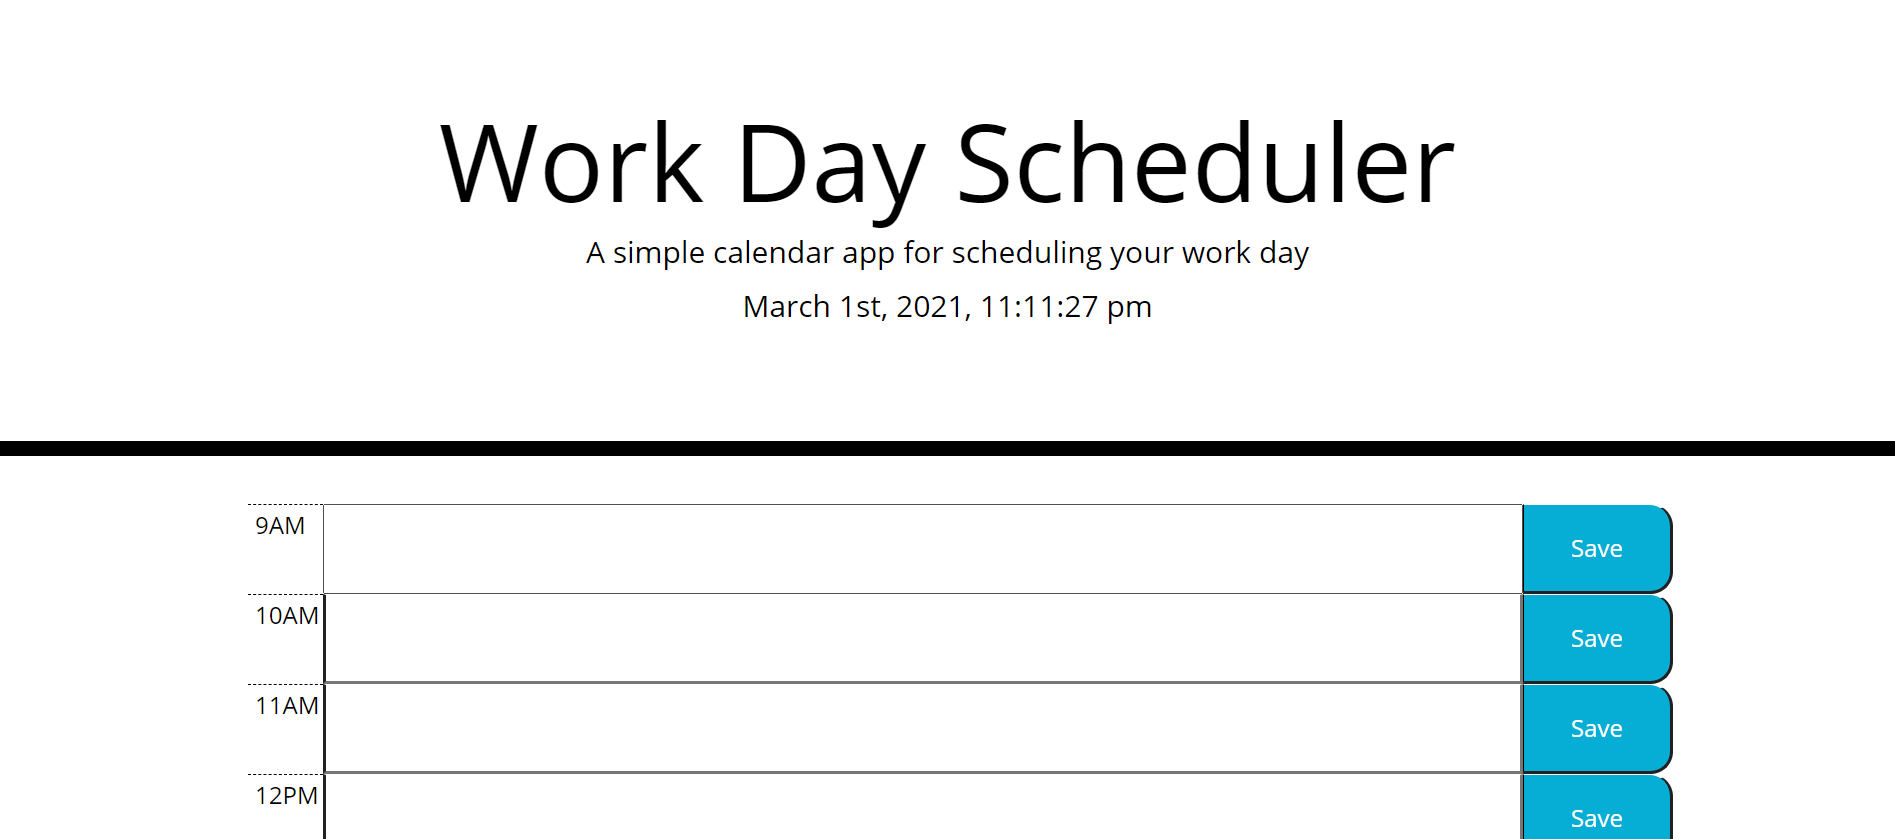 Work Day Scheduler
A simple calendar app for scheduling your work day
March 1st, 2021, 11:11:27 pm
9AM
Save
10AM
Save
11AM
Save
12PM
Save